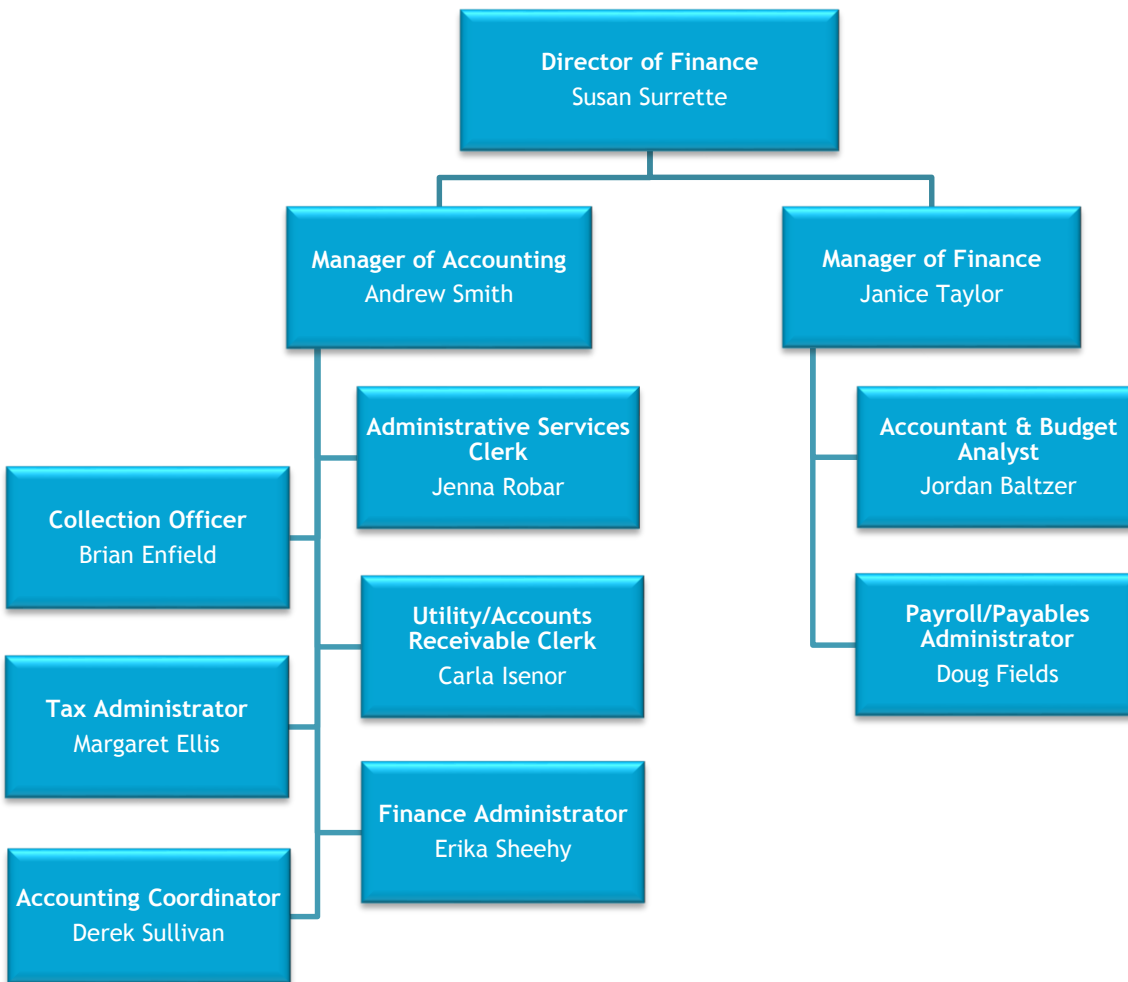 Director of Finance
Susan Surrette
Manager of Accounting
Andrew Smith
Manager of Finance
Janice Taylor
Administrative Services
Clerk
Jenna Robar
Accountant & Budget
Analyst
Jordan Baltzer
Collection Officer
Brian Enfield
Utility/Accounts
Receivable Clerk
Carla Isenor
Payroll/Payables
Administrator
Doug Fields
Tax Administrator
Margaret Ellis
Finance Administrator
Erika Sheehy
Accounting Coordinator
Derek Sullivan